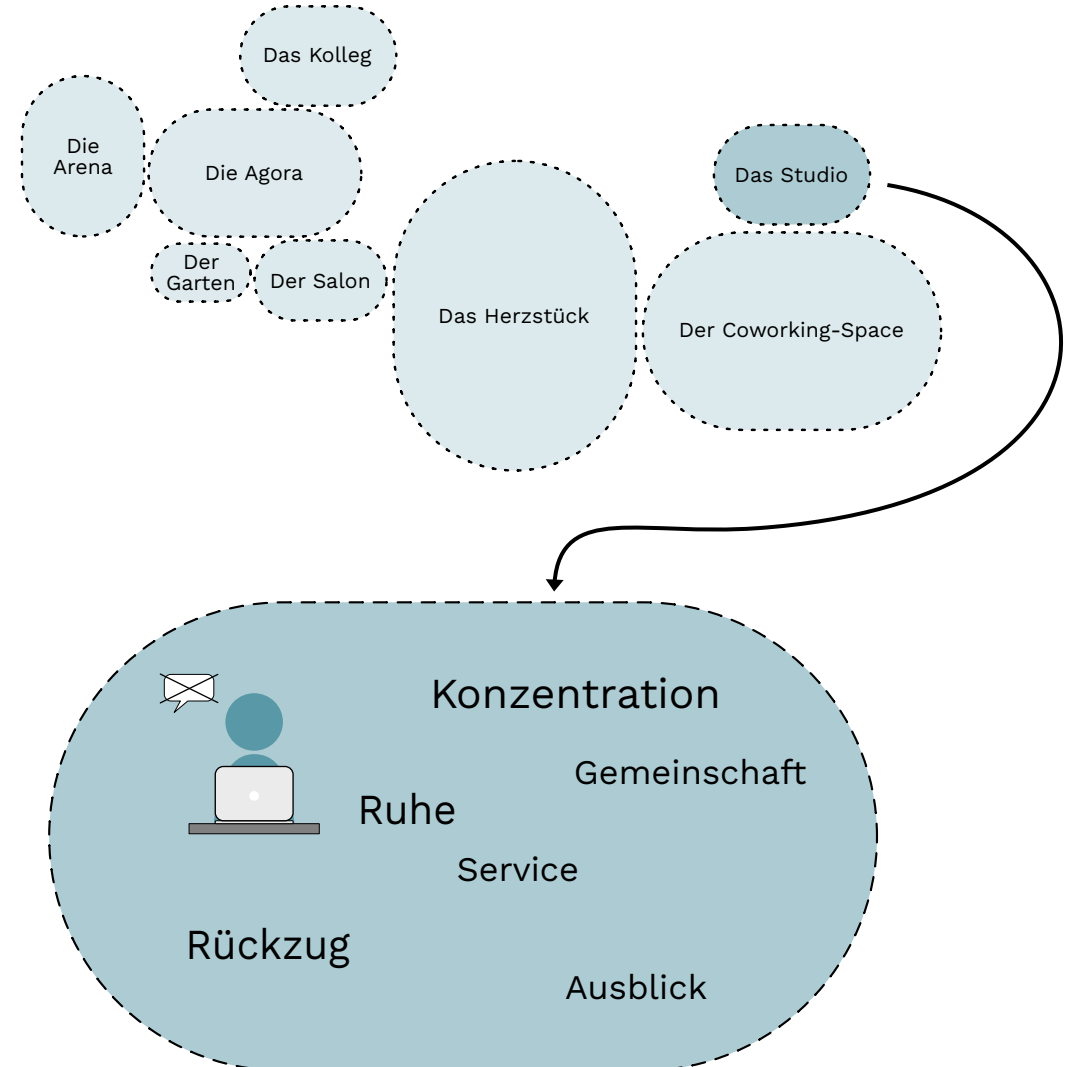 Das Kolleg
Die
Arena
Die Agora
Das Studio
Der
Garten
Der Salon
Das Herzstück
Der Coworking-Space
Konzentration
Gemeinschaft
Ruhe
Service
Rückzug
Ausblick